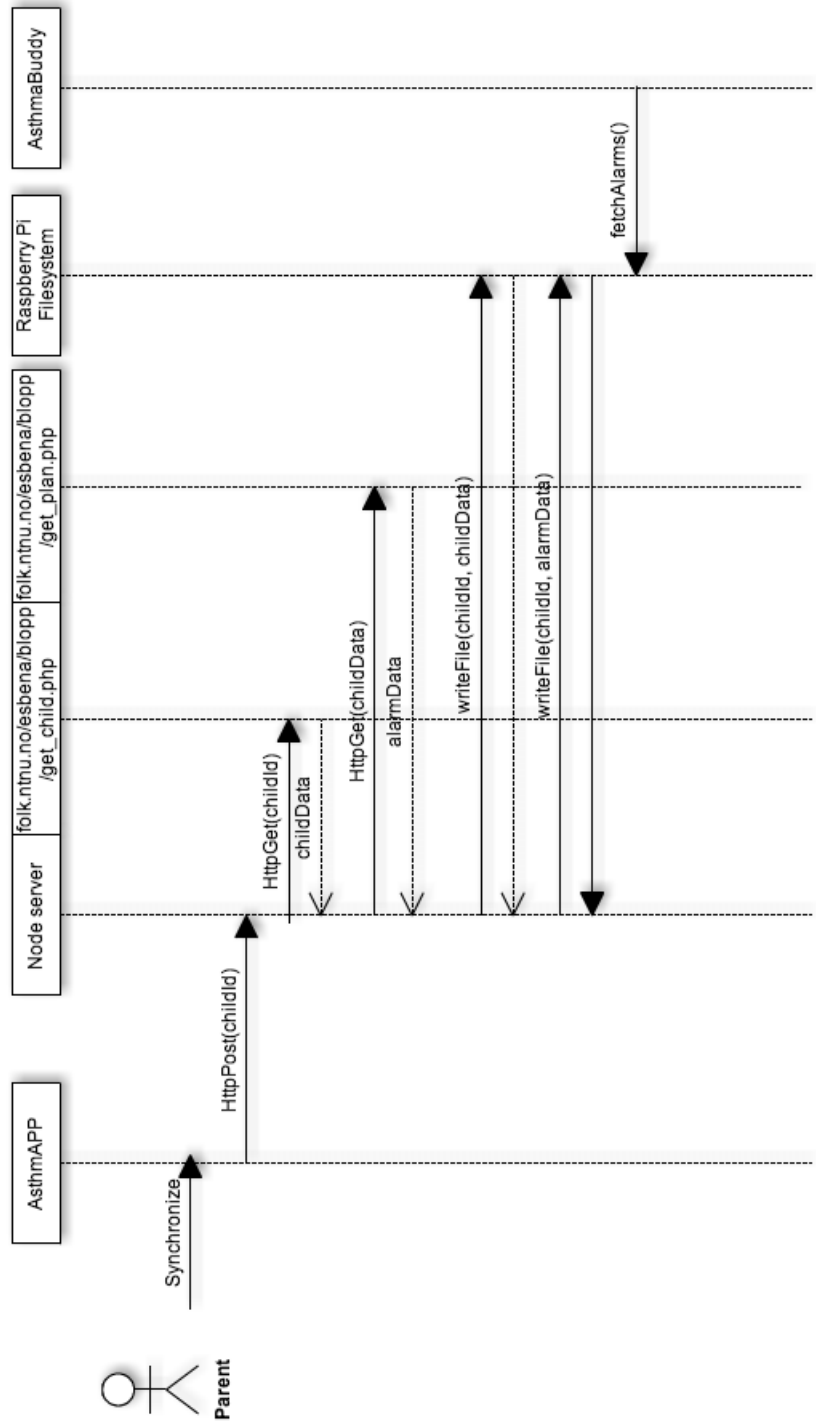 Parent
AsthmAPP
Node server
folk.ntnu.no/esbena/blopp
/get_child.php
folk.ntnu.no/esbena/blopp
/get_plan.php
Raspberry Pi
Filesystem
AsthmaBuddy
Synchronize
HttpPost(childId)
HttpGet(childId)
childData
HttpGet(childData)
alarmData
writeFile(childId, childData)
writeFile(childId, alarmData)
fetchAlarms()